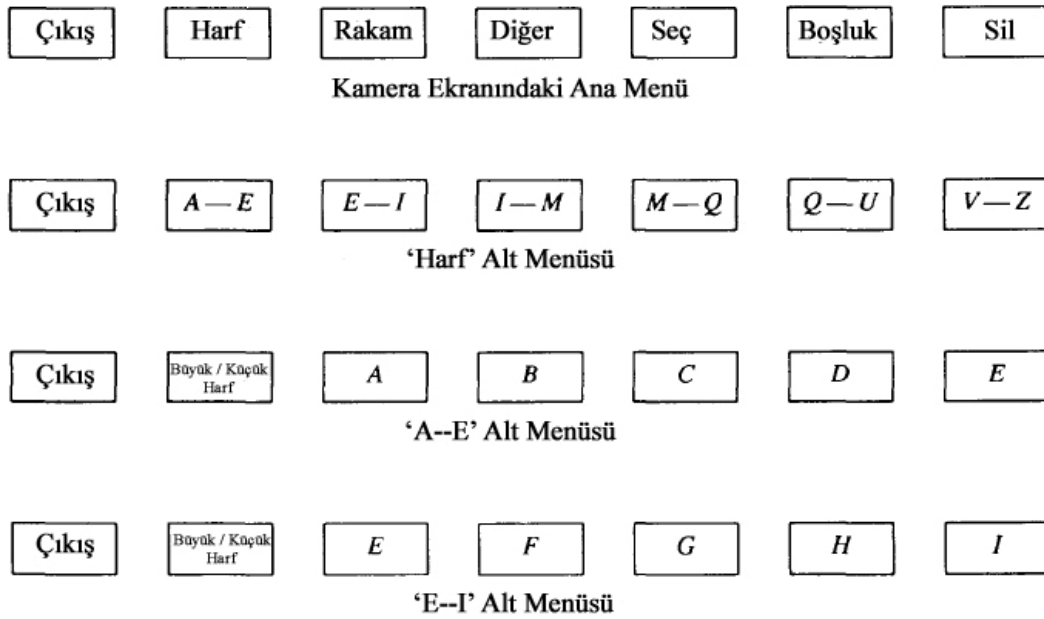 Çıkış Harf Rakam Diğer Seç Boşluk Sil
Kamera Ekranındaki Ana Menü
Çıkış A—E E—I I—M M—Q Q—U V—Z
‘Harf’ Alt Menüsü
Çıkış Büyük / Küçük Harf A B C D E
‘A--E’ Alt Menüsü
Çıkış Büyük / Küçük Harf E F G H I
‘E--I’ Alt Menüsü